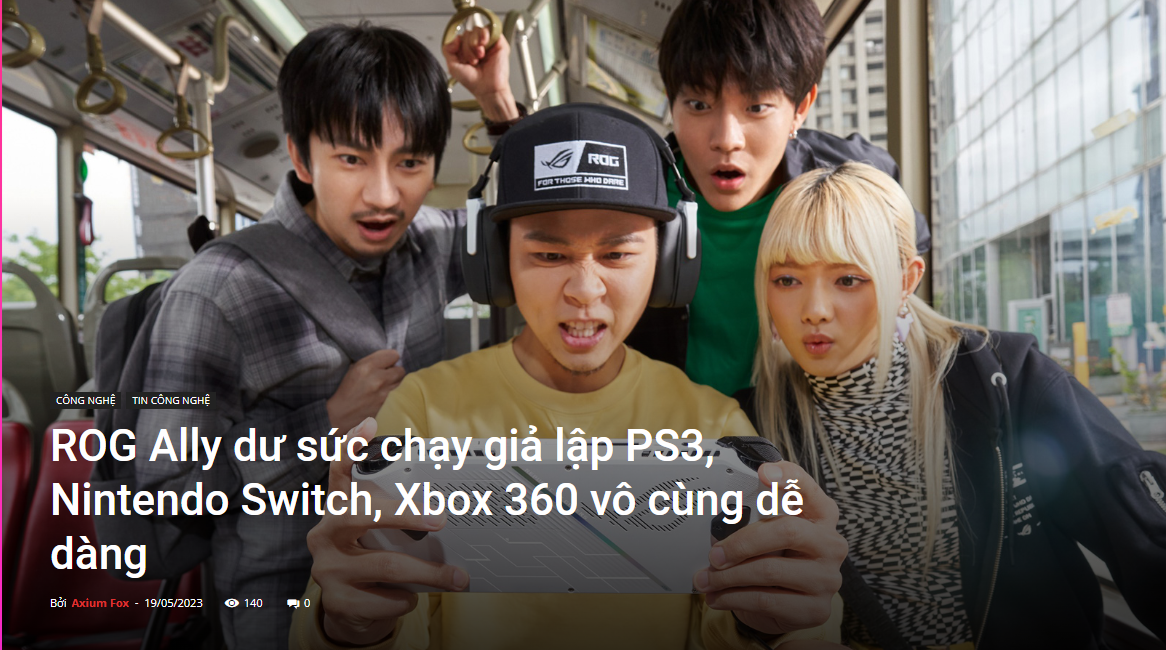 ROG
FOR THOSE WHO DARE
CÔNG NGHỆ TIN CÔNG NGHỆ
ROG Ally dư sức chạy giả lập PS3,
Nintendo Switch, Xbox 360 vô cùng dễ
dàng
Bởi Axium Fox - 19/05/2023 140 0